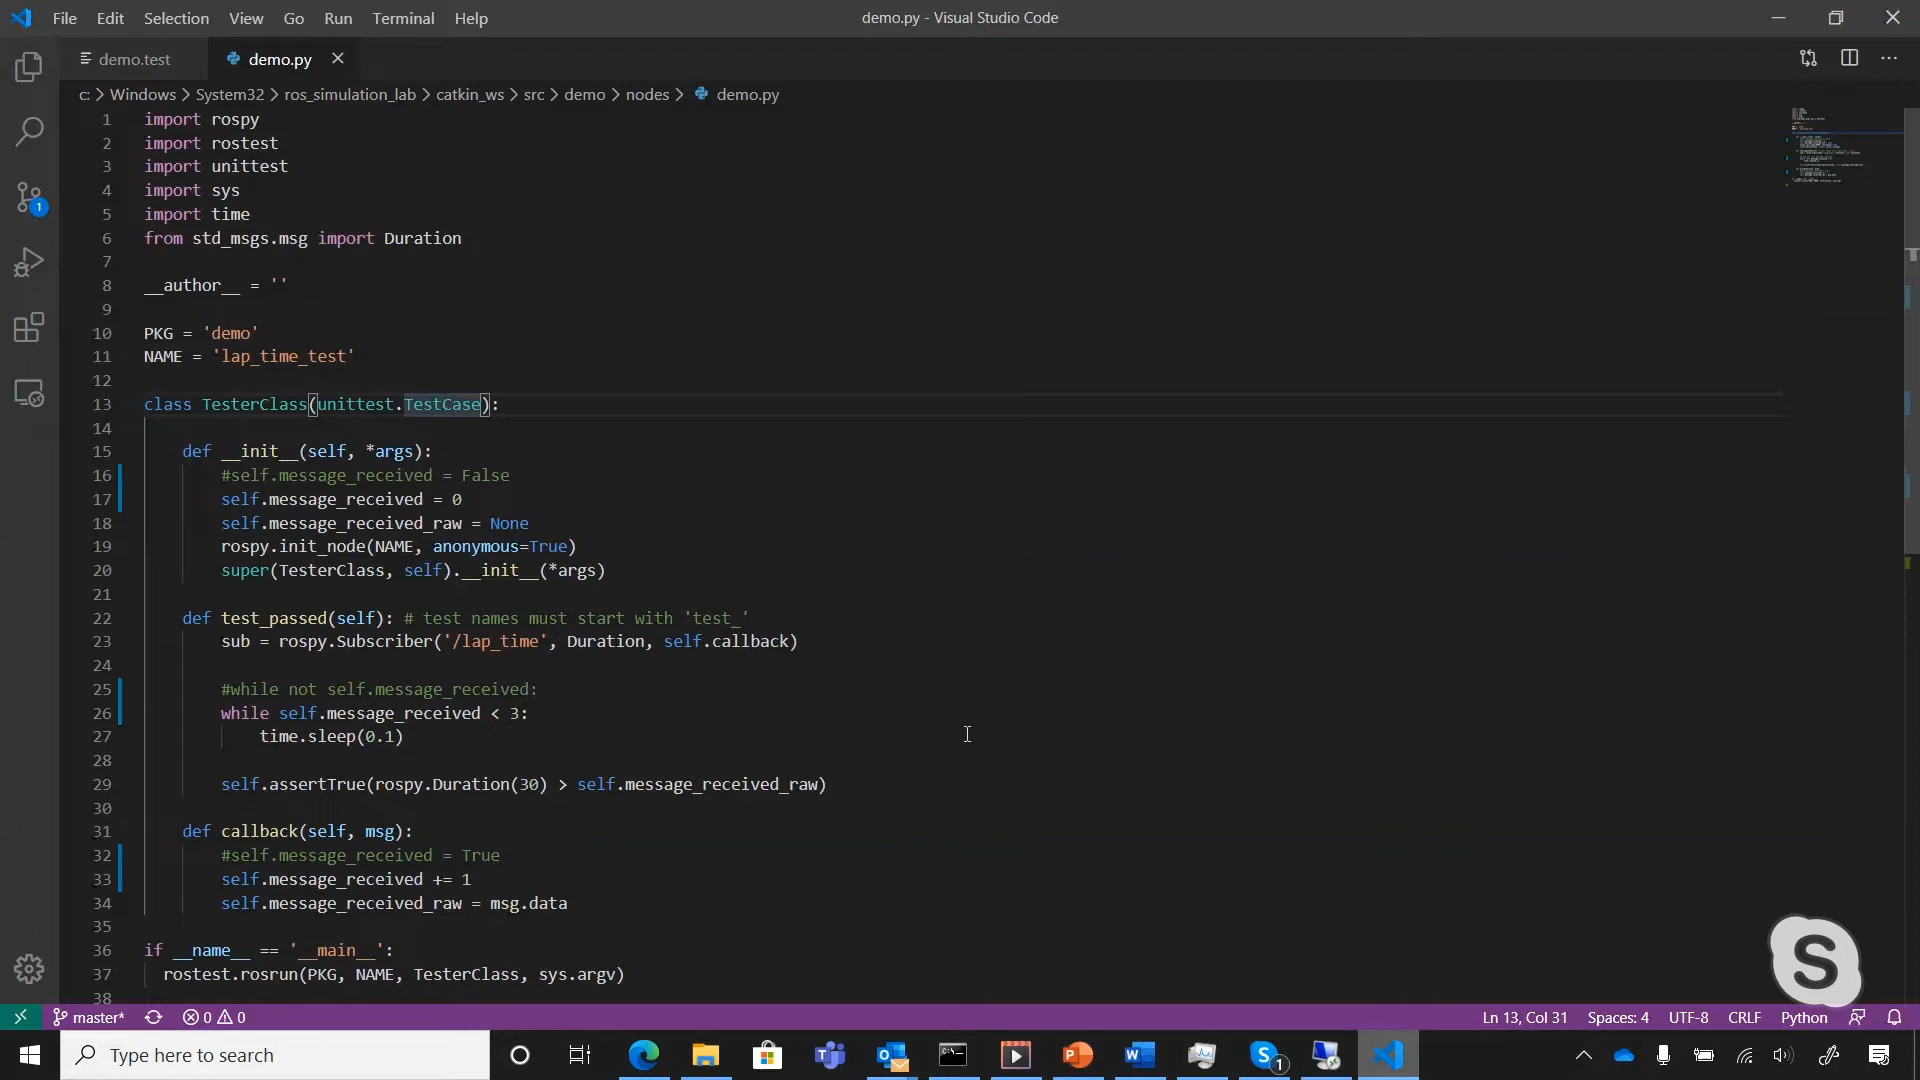 File Edit Selection View Go Run Terminal Help
demo.py - Visual Studio Code
demo.test
demo.py
c: > Windows > System32 > ros_simulation_lab > catkin_ws > src > demo > nodes > demo.py
1 import rospy
2 import rostest
3 import unittest
4 import sys
5 import time
6 from std_msgs.msg import Duration
7
8 __author__ = ''
9
10 PKG = 'demo'
11 NAME = 'lap_time_test'
12
13 class TesterClass(unittest.TestCase):
14
15 def __init__(self, *args):
16 #self.message_received = False
17 self.message_received = 0
18 self.message_received_raw = None
19 rospy.init_node(NAME, anonymous=True)
20 super(TesterClass, self).__init__(*args)
21
22 def test_passed(self): # test names must start with 'test_'
23 sub = rospy.Subscriber('/lap_time', Duration, self.callback)
24
25 #while not self.message_received:
26 while self.message_received < 3:
27 time.sleep(0.1)
28
29 self.assertTrue(rospy.Duration(30) > self.message_received_raw)
30
31 def callback(self, msg):
32 #self.message_received = True
33 self.message_received += 1
34 self.message_received_raw = msg.data
35
36 if __name__ == '__main__':
37 rostest.rosrun(PKG, NAME, TesterClass, sys.argv)
38
1
S
master* 0 0
Ln 13, Col 31 Spaces: 4 UTF-8 CRLF Python
Type here to search
1